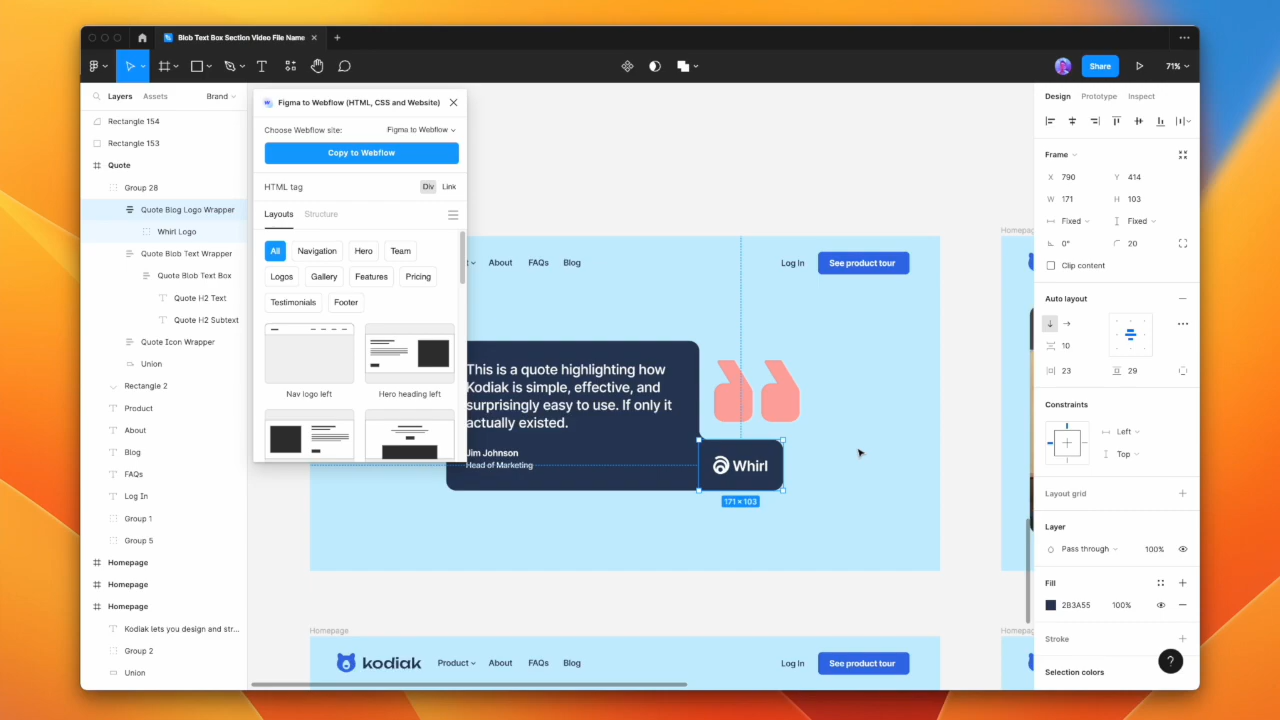 Blob Text Box Section Video File Name
Share
71%
Layers
Assets
Brand
Rectangle 154
Rectangle 153
Quote
Group 28
Quote Blog Logo Wrapper
Whirl Logo
Quote Blob Text Wrapper
Quote Blob Text Box
Quote H2 Text
Quote H2 Subtext
Quote Icon Wrapper
Union
Rectangle 2
Product
About
Blog
FAQs
Log In
Group 1
Group 5
Homepage
Homepage
Homepage
Kodiak lets you design and str...
Group 2
Union
Figma to Webflow (HTML, CSS and Website)
Choose Webflow site:
Figma to Webflow
Copy to Webflow
HTML tag
Div
Link
Layouts
Structure
All
Navigation
Hero
Team
Logos
Gallery
Features
Pricing
Testimonials
Footer
Nav logo left
Hero heading left
About
FAQs
Blog
Log In
See product tour
This is a quote highlighting how
Kodiak is simple, effective, and
surprisingly easy to use. If only it
actually existed.
Jim Johnson
Head of Marketing
Whirl
171 × 103
Homepage
kodiak
Product
About
FAQs
Blog
Log In
See product tour
Homepag
Homepag
Design
Prototype
Inspect
Frame
X 790
Y 414
W 171
H 103
Fixed
Fixed
0°
20
Clip content
Auto layout
10
23
29
Constraints
Left
Top
Layout grid
Layer
Pass through
100%
Fill
2B3A55
100%
Stroke
Selection colors
?